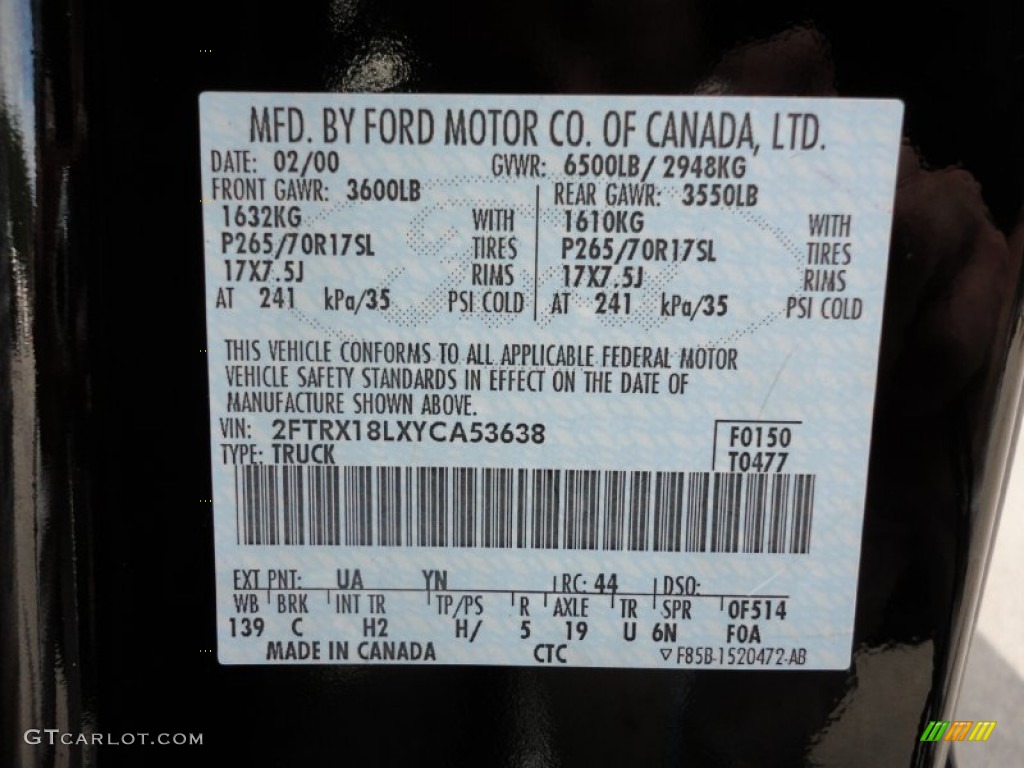 MFD. BY FORD MOTOR CO. OF CANADA, LTD.
DATE: 02/00 GVWR: 6500LB/ 2948KG
FRONT GAWR: 3600LB REAR GAWR: 3550LB
1632KG WITH 1610KG WITH
P265/70R17SL TIRES P265/70R17SL TIRES
17X7.5J RIMS 17X7.5J RIMS
AT 241 kPa/35 PSI COLD AT 241 kPa/35 PSI COLD
THIS VEHICLE CONFORMS TO ALL APPLICABLE FEDERAL MOTOR
VEHICLE SAFETY STANDARDS IN EFFECT ON THE DATE OF
MANUFACTURE SHOWN ABOVE.
VIN: 2FTRX18LXYCA53638 F0150
TYPE: TRUCK T0477
EXT PNT: UA YN RC: 44 DSO:
WB BRK INT TR TP/PS R AXLE TR SPR 0F514
139 C H2 H/ 5 19 U 6N F0A
MADE IN CANADA CTC F85B-1520472-AB
GTCARLOT.COM